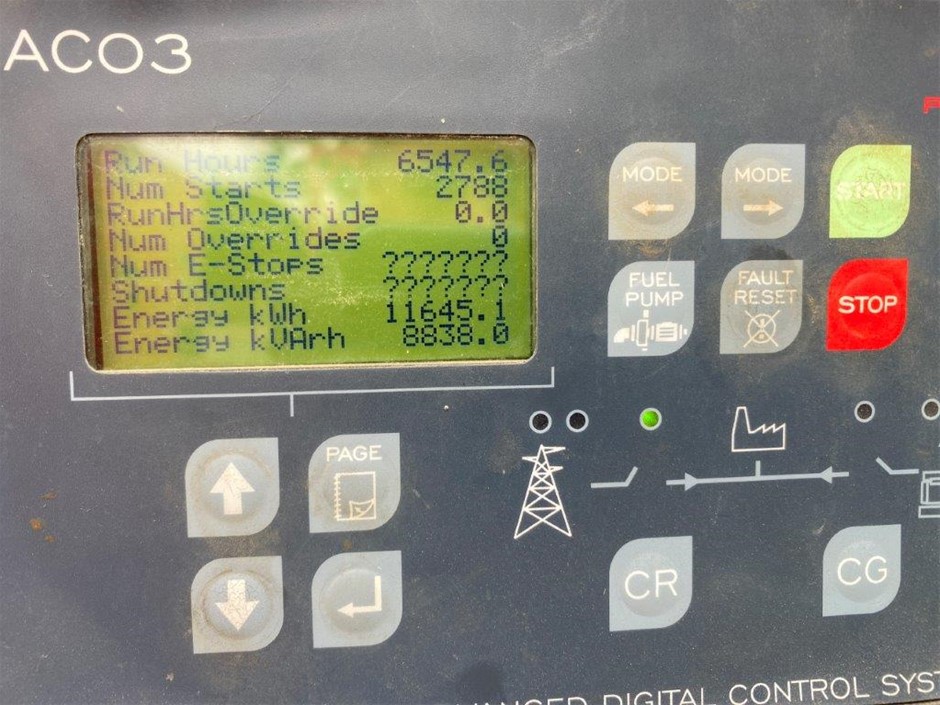 ACO3
Run Hours 6547.6
Num Starts 2788
RunHrsOverride 0.0
Num Overrides 0
Num E-Stops ???????
Shutdowns ???????
Energy kWh 11645.1
Energy kVArh 8838.0
MODE
MODE
START
FUEL
PUMP
FAULT
RESET
STOP
PAGE
CR
CG
DIGITAL CONTROL